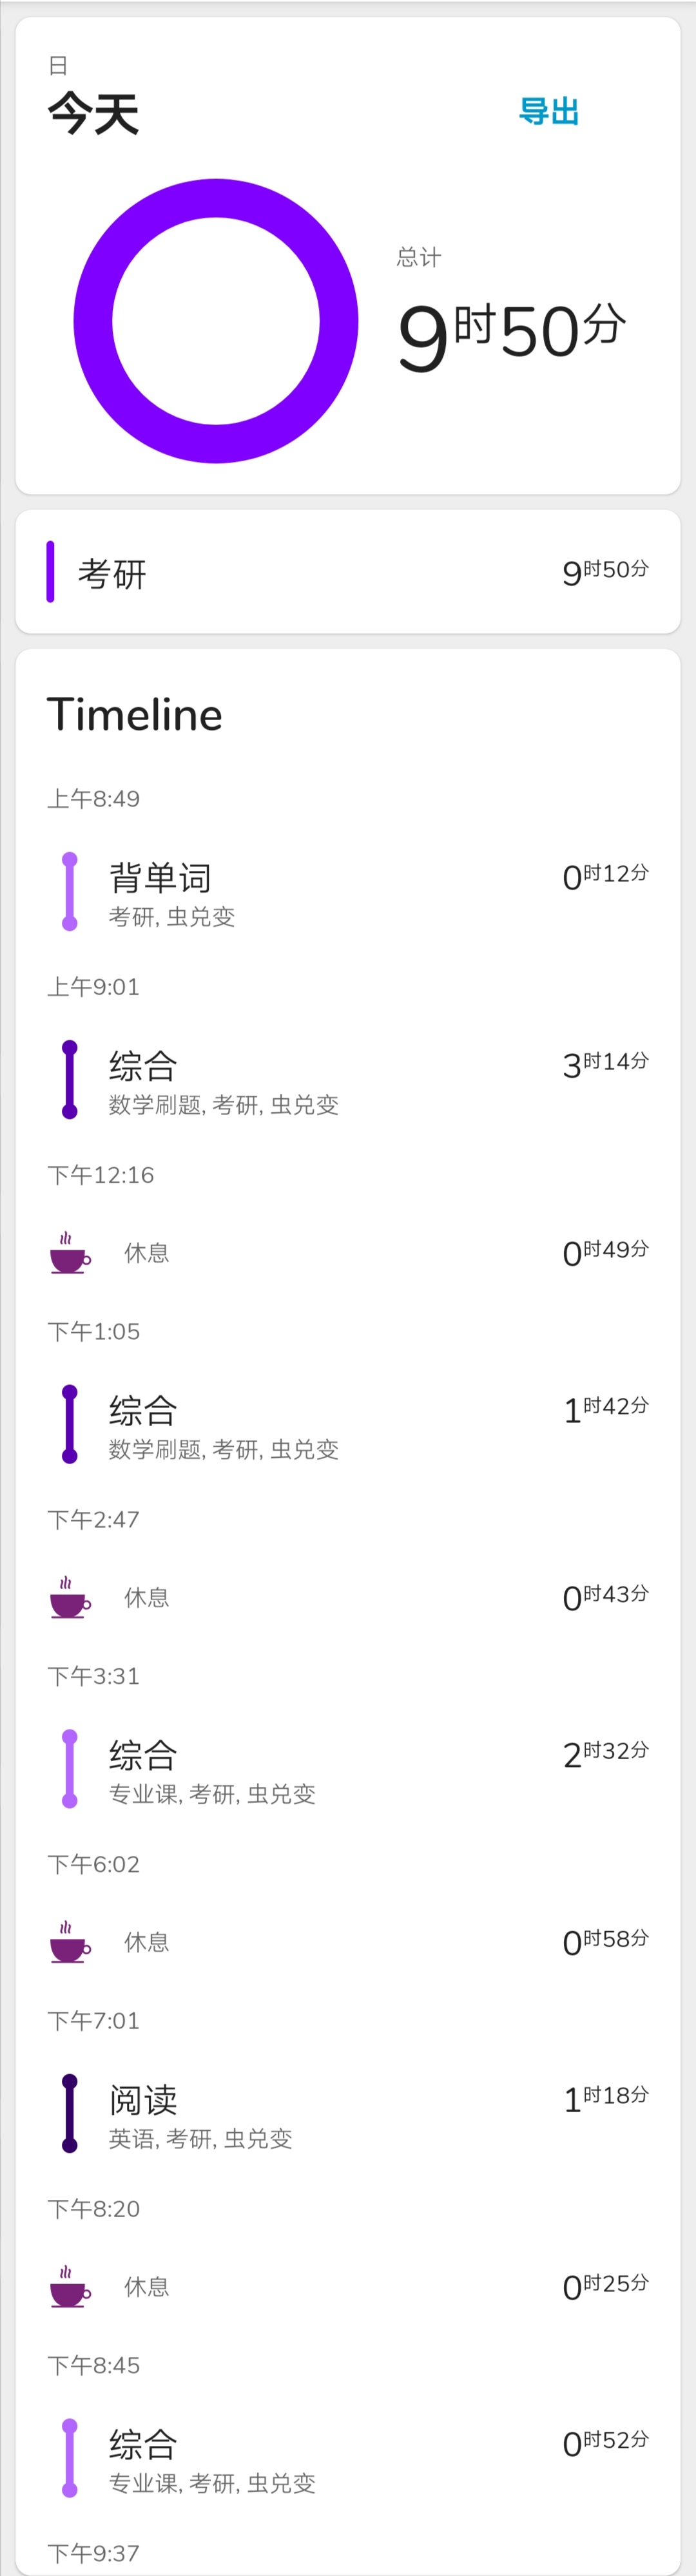 日
今天
导出
总计
9时50分
考研 9时50分
Timeline
上午8:49
背单词 0时12分
考研, 虫兑变
上午9:01
综合 3时14分
数学刷题, 考研, 虫兑变
下午12:16
休息 0时49分
下午1:05
综合 1时42分
数学刷题, 考研, 虫兑变
下午2:47
休息 0时43分
下午3:31
综合 2时32分
专业课, 考研, 虫兑变
下午6:02
休息 0时58分
下午7:01
阅读 1时18分
英语, 考研, 虫兑变
下午8:20
休息 0时25分
下午8:45
综合 0时52分
专业课, 考研, 虫兑变
下午9:37